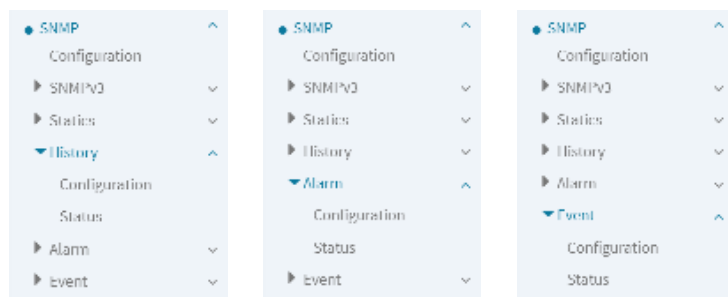 SNMP
Configuration
SNMPv3
Statics
History
Configuration
Status
Alarm
Event
SNMP
Configuration
SNMPv3
Statics
History
Alarm
Configuration
Status
Event
SNMP
Configuration
SNMPv3
Statics
History
Alarm
Event
Configuration
Status